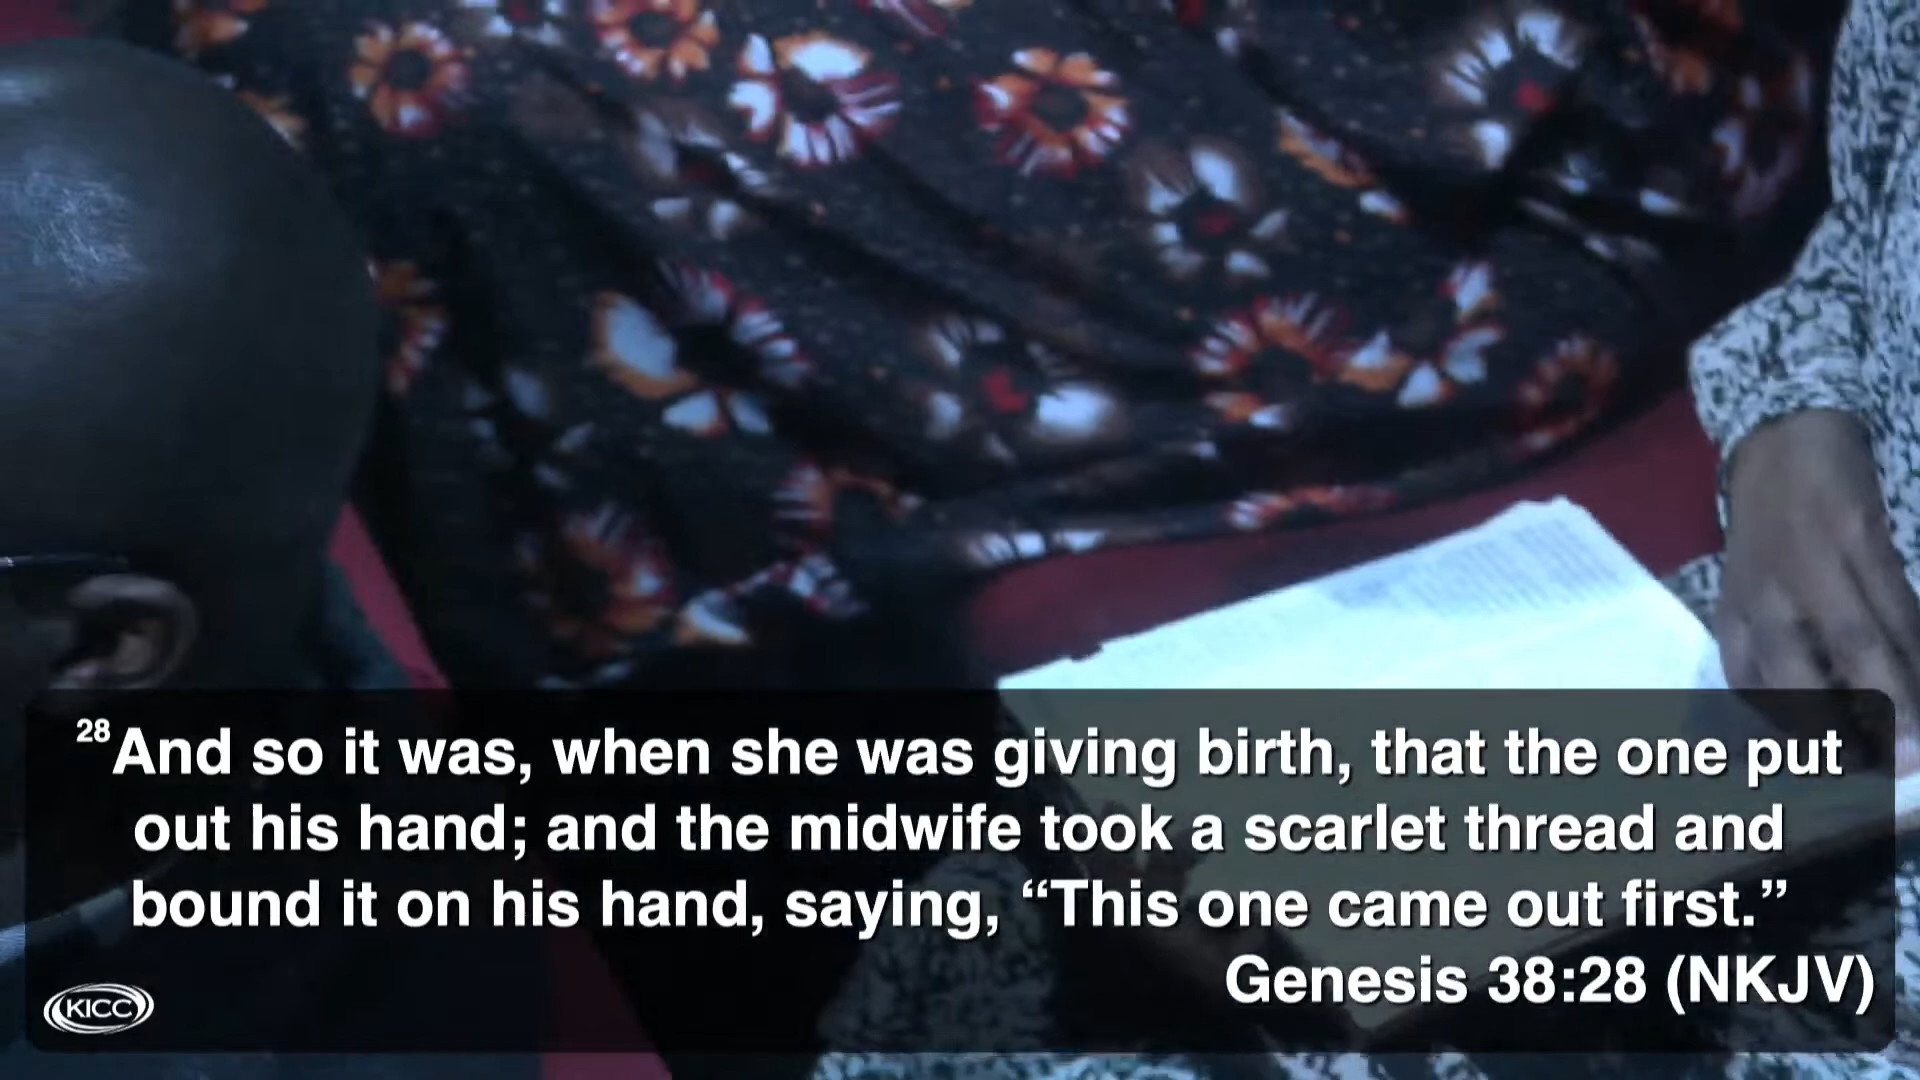 28And so it was, when she was giving birth, that the one put
out his hand; and the midwife took a scarlet thread and
bound it on his hand, saying, “This one came out first.”
Genesis 38:28 (NKJV)
KICC